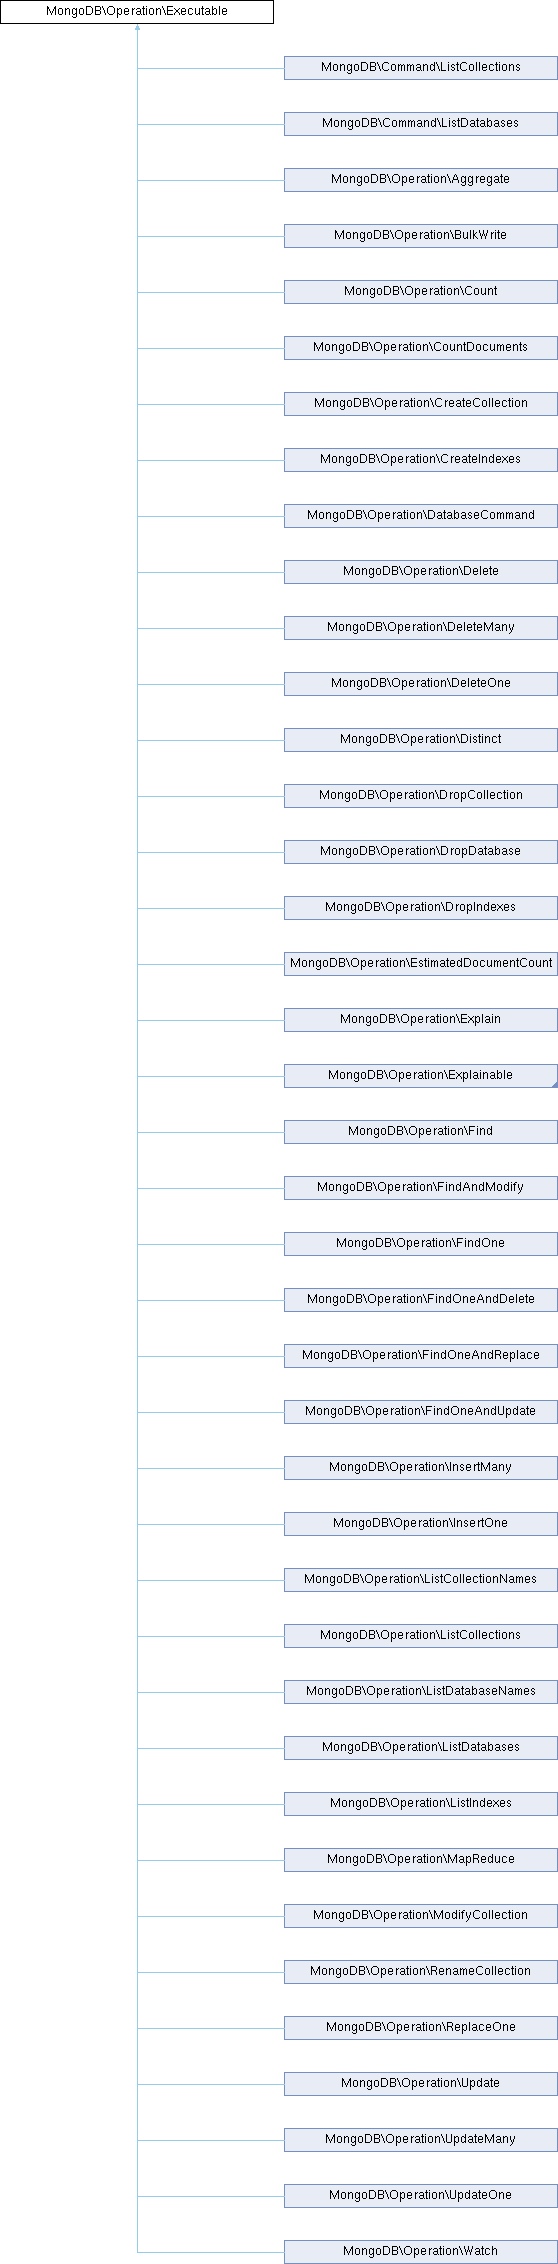 MongoDB\Operation\Executable
MongoDB\Command\ListCollections
MongoDB\Command\ListDatabases
MongoDB\Operation\Aggregate
MongoDB\Operation\BulkWrite
MongoDB\Operation\Count
MongoDB\Operation\CountDocuments
MongoDB\Operation\CreateCollection
MongoDB\Operation\CreateIndexes
MongoDB\Operation\DatabaseCommand
MongoDB\Operation\Delete
MongoDB\Operation\DeleteMany
MongoDB\Operation\DeleteOne
MongoDB\Operation\Distinct
MongoDB\Operation\DropCollection
MongoDB\Operation\DropDatabase
MongoDB\Operation\DropIndexes
MongoDB\Operation\EstimatedDocumentCount
MongoDB\Operation\Explain
MongoDB\Operation\Explainable
MongoDB\Operation\Find
MongoDB\Operation\FindAndModify
MongoDB\Operation\FindOne
MongoDB\Operation\FindOneAndDelete
MongoDB\Operation\FindOneAndReplace
MongoDB\Operation\FindOneAndUpdate
MongoDB\Operation\InsertMany
MongoDB\Operation\InsertOne
MongoDB\Operation\ListCollectionNames
MongoDB\Operation\ListCollections
MongoDB\Operation\ListDatabaseNames
MongoDB\Operation\ListDatabases
MongoDB\Operation\ListIndexes
MongoDB\Operation\MapReduce
MongoDB\Operation\ModifyCollection
MongoDB\Operation\RenameCollection
MongoDB\Operation\ReplaceOne
MongoDB\Operation\Update
MongoDB\Operation\UpdateMany
MongoDB\Operation\UpdateOne
MongoDB\Operation\Watch